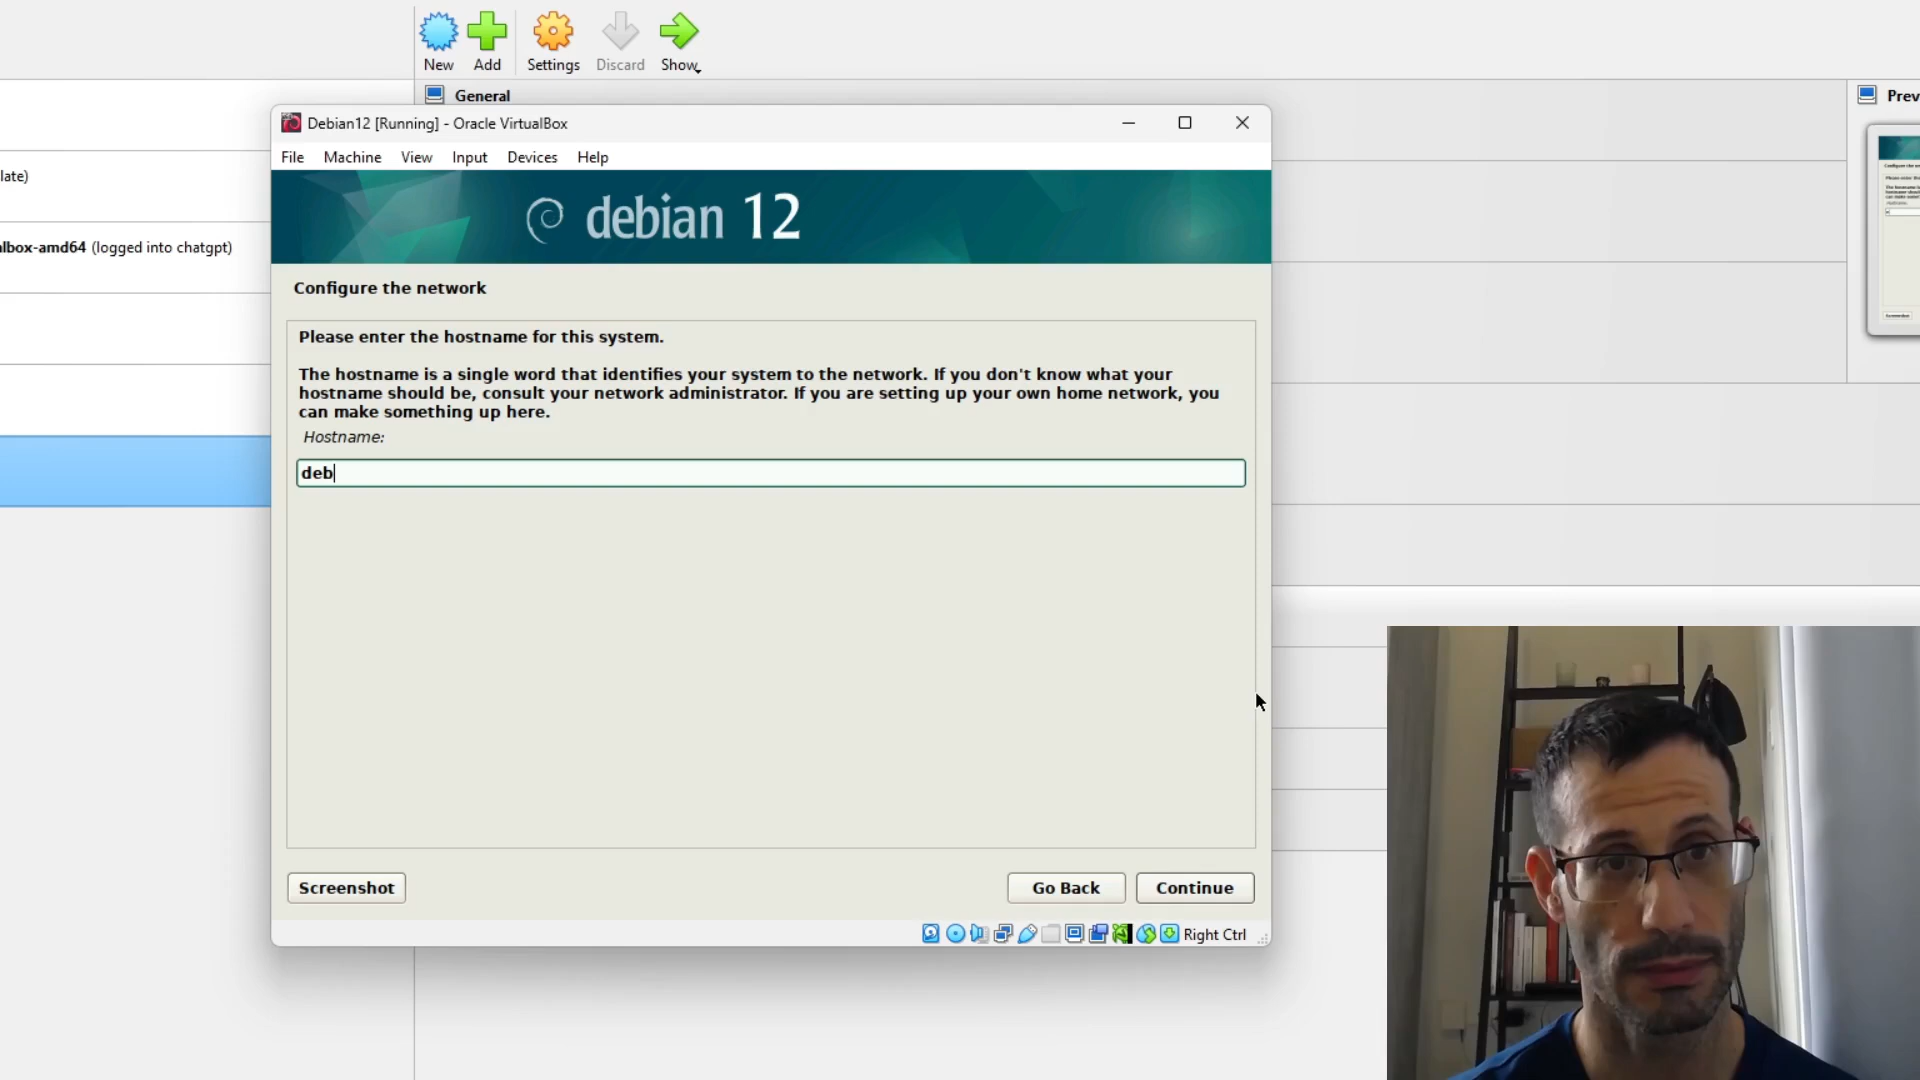 New
Add
Settings
Discard
Show
General
Prev
Debian12 [Running] - Oracle VirtualBox
File
Machine
View
Input
Devices
Help
late)
debian 12
lbox-amd64 (logged into chatgpt)
Configure the network
Please enter the hostname for this system.
The hostname is a single word that identifies your system to the network. If you don't know what your
hostname should be, consult your network administrator. If you are setting up your own home network, you
can make something up here.
Hostname:
deb
Screenshot
Go Back
Continue
Right Ctrl